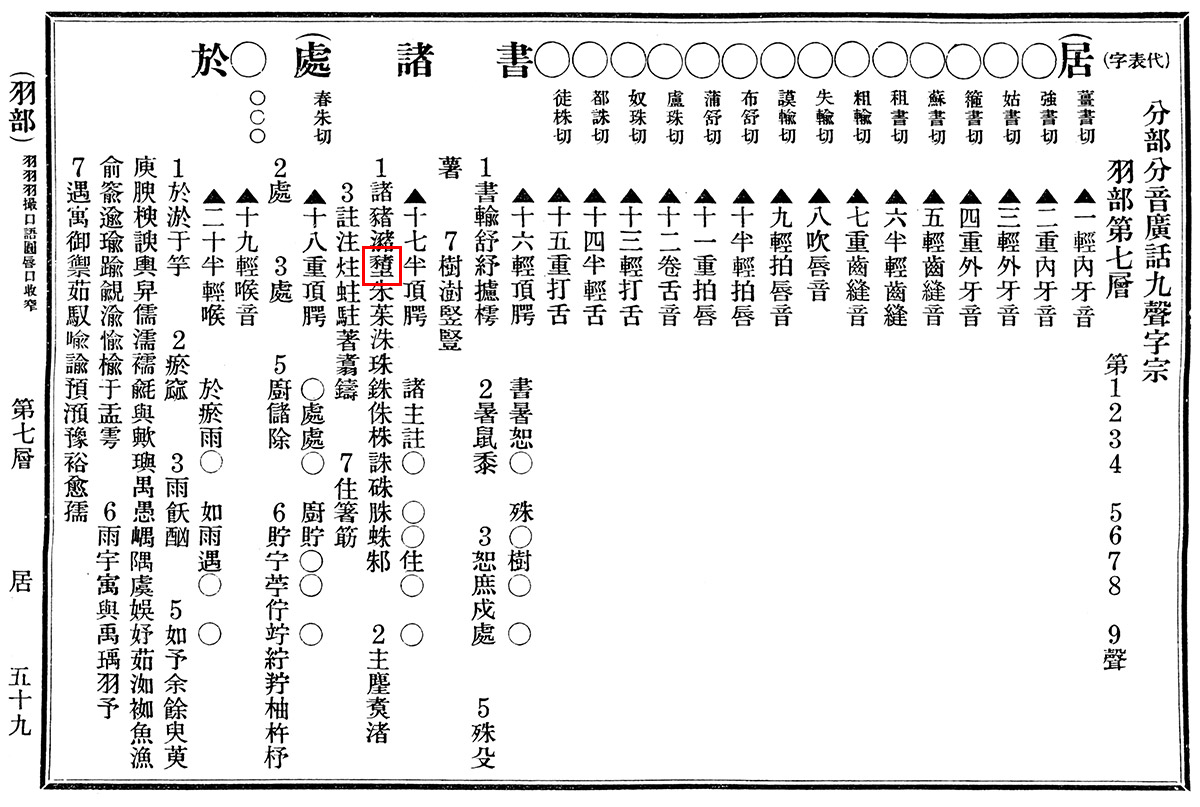 分部分音廣話九聲字宗
羽部第七層 第1234 5678 9聲
(代表字)
(居 薑書切 ▲一輕內牙音
○ 強書切 ▲二重內牙音
○ 姑書切 ▲三輕外牙音
○ 書切 ▲四重外牙音
○ 蘇書切 ▲五輕齒縫音
○ 租書切 ▲六半輕齒縫
○ 粗輸切 ▲七重齒縫音
○ 失輸切 ▲八吹唇音
○ 謨輸切 ▲九輕拍唇音
○ 布舒切 ▲十半輕拍唇
○ 蒲舒切 ▲十一重拍唇
○ 盧珠切 ▲十二卷舌音
○ 奴珠切 ▲十三輕打舌
○ 都誅切 ▲十四半輕舌
○ 徒株切 ▲十五重打舌
書 ▲十六輕頂腭 書暑恕○ 殊○樹○ ○
1書輸舒紓攄樗 2暑鼠黍 3恕庶戍處 5殊殳
薯 7樹澍竪豎
諸 ▲十七半頂腭 諸主註○ ○○住○ ○
1諸豬瀦朱茱洙珠銖侏株誅硃蛛邾 2主麈渚
3註注炷蛀駐著翥鑄 7住箸筯
(處 春朱切 ▲十八重頂腭 ○處處○ 廚貯○○ ○
2處 3處 5廚儲除 6貯宁苧佇竚紵羜柚杵杼
○ ○○○ ▲十九輕喉音
於 ▲二十半輕喉 於瘀雨○ 如雨遇○ ○
1於淤于竽 2瘀窳 3雨飫酗 5如予余餘臾萸
庾腴楰諛輿舁儒濡襦毹與歟璵禺愚嵎隅虞娛妤茹洳袽魚漁
俞窬逾瑜踰覦渝愉榆于盂雩 6雨宇寓與禹瑀羽予
7遇寓御禦茹馭喻諭預澦豫裕愈孺
(羽部) 羽羽羽撮口語圓唇口收窄 第七層 居 五十九